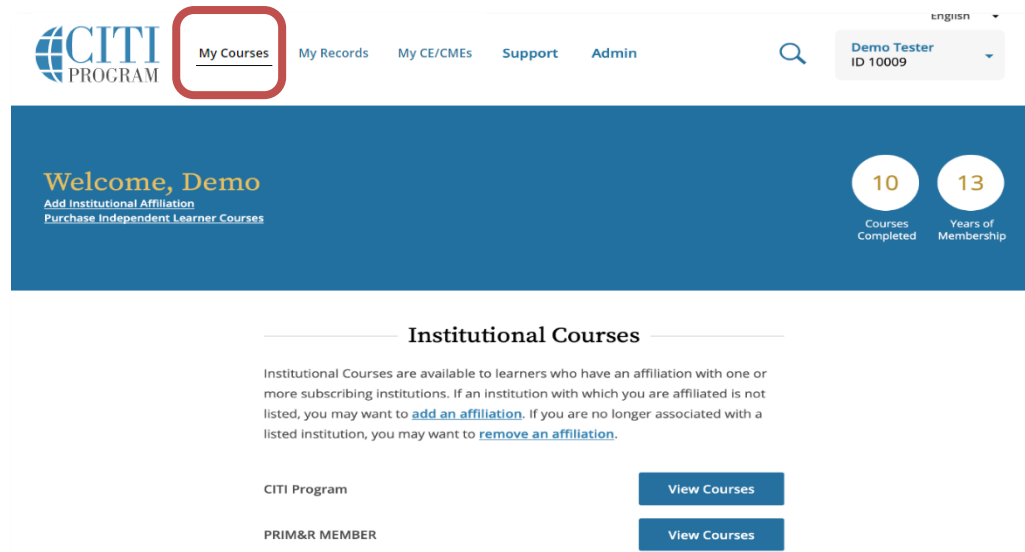 English
CITI
PROGRAM
My Courses
My Records
My CE/CMEs
Support
Admin
Demo Tester
ID 10009
Welcome, Demo
Add Institutional Affiliation
Purchase Independent Learner Courses
10
Courses
Completed
13
Years of
Membership
Institutional Courses
Institutional Courses are available to learners who have an affiliation with one or
more subscribing institutions. If an institution with which you are affiliated is not
listed, you may want to add an affiliation. If you are no longer associated with a
listed institution, you may want to remove an affiliation.
CITI Program
View Courses
PRIM&R MEMBER
View Courses